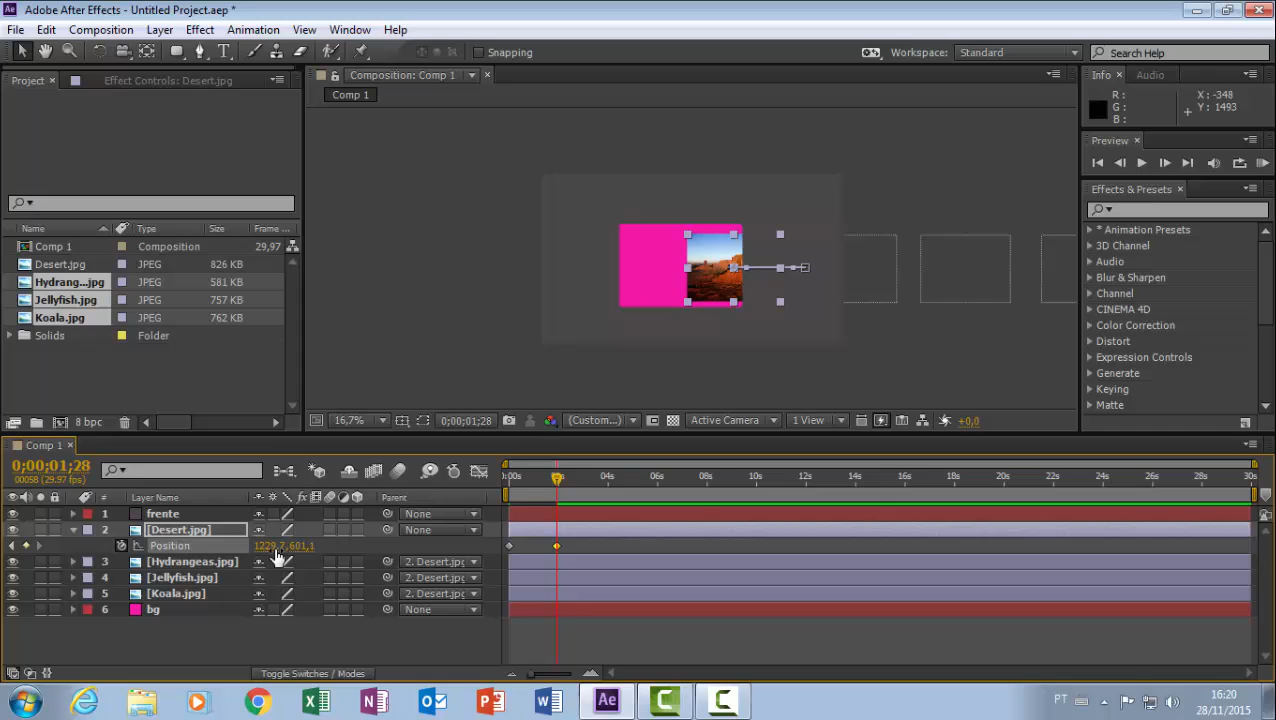 Adobe After Effects - Untitled Project.aep *
File Edit Composition Layer Effect Animation View Window Help
Snapping
Workspace: Standard
Search Help
Project Effect Controls: Desert.jpg
Composition: Comp 1
Comp 1
Info Audio
R:
G:
B:
X: -348
Y: 1493
Preview
Effects & Presets
Name Type Size Frame ...
Comp 1 Composition 29,97
Desert.jpg JPEG 826 KB
Hydrang...jpg JPEG 581 KB
Jellyfish.jpg JPEG 757 KB
Koala.jpg JPEG 762 KB
Solids Folder
* Animation Presets
3D Channel
Audio
Blur & Sharpen
Channel
CINEMA 4D
Color Correction
Distort
Expression Controls
Generate
Keying
Matte
8 bpc
16,7% 0;00;01;28 (Custom...) Active Camera 1 View +0,0
Comp 1
0;00;01;28
00058 (29.97 fps)
:00s 04s 06s 08s 10s 12s 14s 16s 18s 20s 22s 24s 26s 28s 30s
# Layer Name Parent
1 frente None
2 [Desert.jpg] None
Position 1229,7,601,1
3 [Hydrangeas.jpg] 2. Desert.jpg
4 [Jellyfish.jpg] 2. Desert.jpg
5 [Koala.jpg] 2. Desert.jpg
6 bg None
Toggle Switches / Modes
PT
16:20
28/11/2015